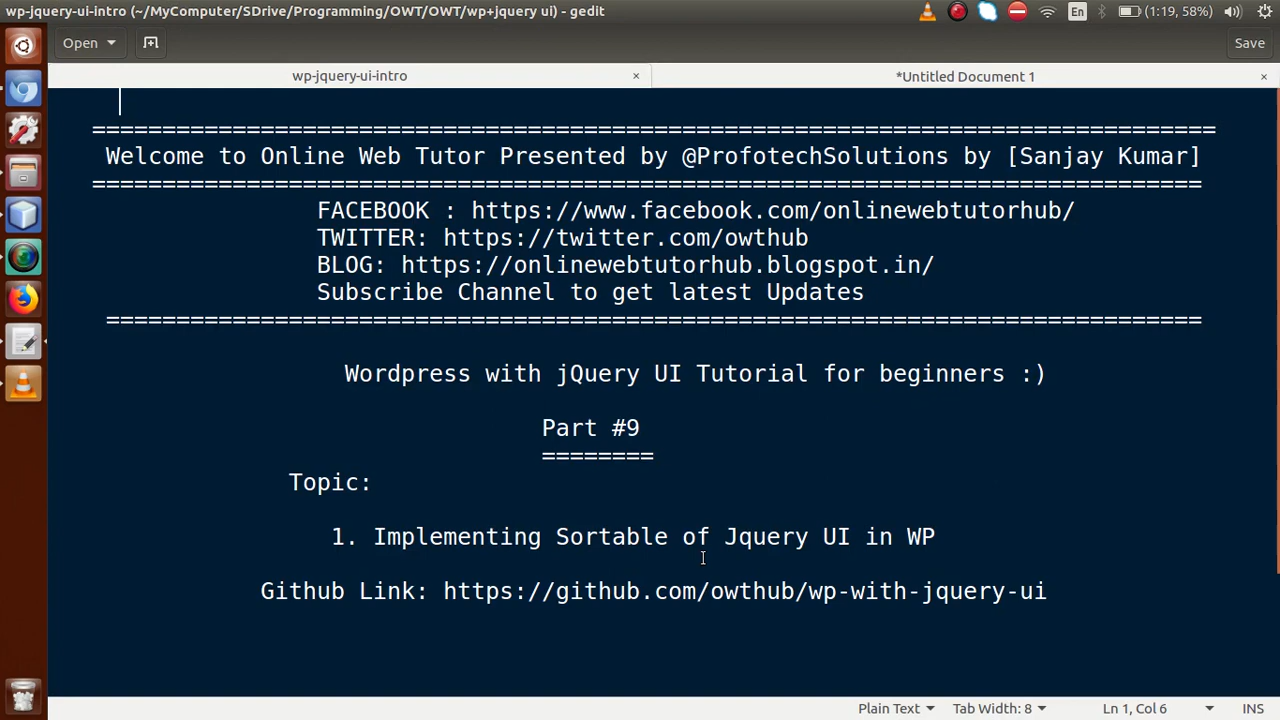 wp-jquery-ui-intro (~/MyComputer/SDrive/Programming/OWT/OWT/wp+jquery ui) - gedit
En
(1:19, 58%)
Open
Save
wp-jquery-ui-intro ×
*Untitled Document 1 ×
================================================================================
Welcome to Online Web Tutor Presented by @ProfotechSolutions by [Sanjay Kumar]
===============================================================================
FACEBOOK : https://www.facebook.com/onlinewebtutorhub/
TWITTER: https://twitter.com/owthub
BLOG: https://onlinewebtutorhub.blogspot.in/
Subscribe Channel to get latest Updates
==============================================================================
Wordpress with jQuery UI Tutorial for beginners :)
Part #9
========
Topic:
1. Implementing Sortable of Jquery UI in WP
Github Link: https://github.com/owthub/wp-with-jquery-ui
Plain Text
Tab Width: 8
Ln 1, Col 6
INS